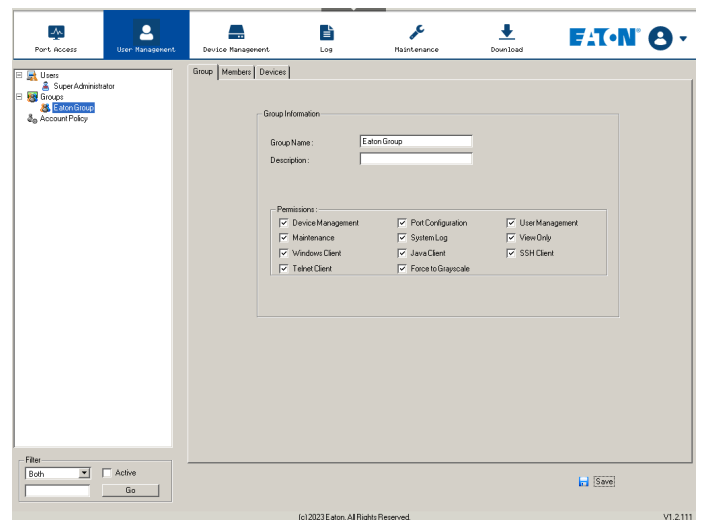 Port Access
User Management
Device Management
Log
Maintenance
Download
EATON
Users
Super Administrator
Groups
Eaton Group
Account Policy
Group
Members
Devices
Group Information
Group Name :
Eaton Group
Description :
Permissions :
Device Management
Port Configuration
User Management
Maintenance
System Log
View Only
Windows Client
Java Client
SSH Client
Telnet Client
Force to Grayscale
Filter
Both
Active
Go
Save
(c) 2023 Eaton. All Rights Reserved.
V1.2.111